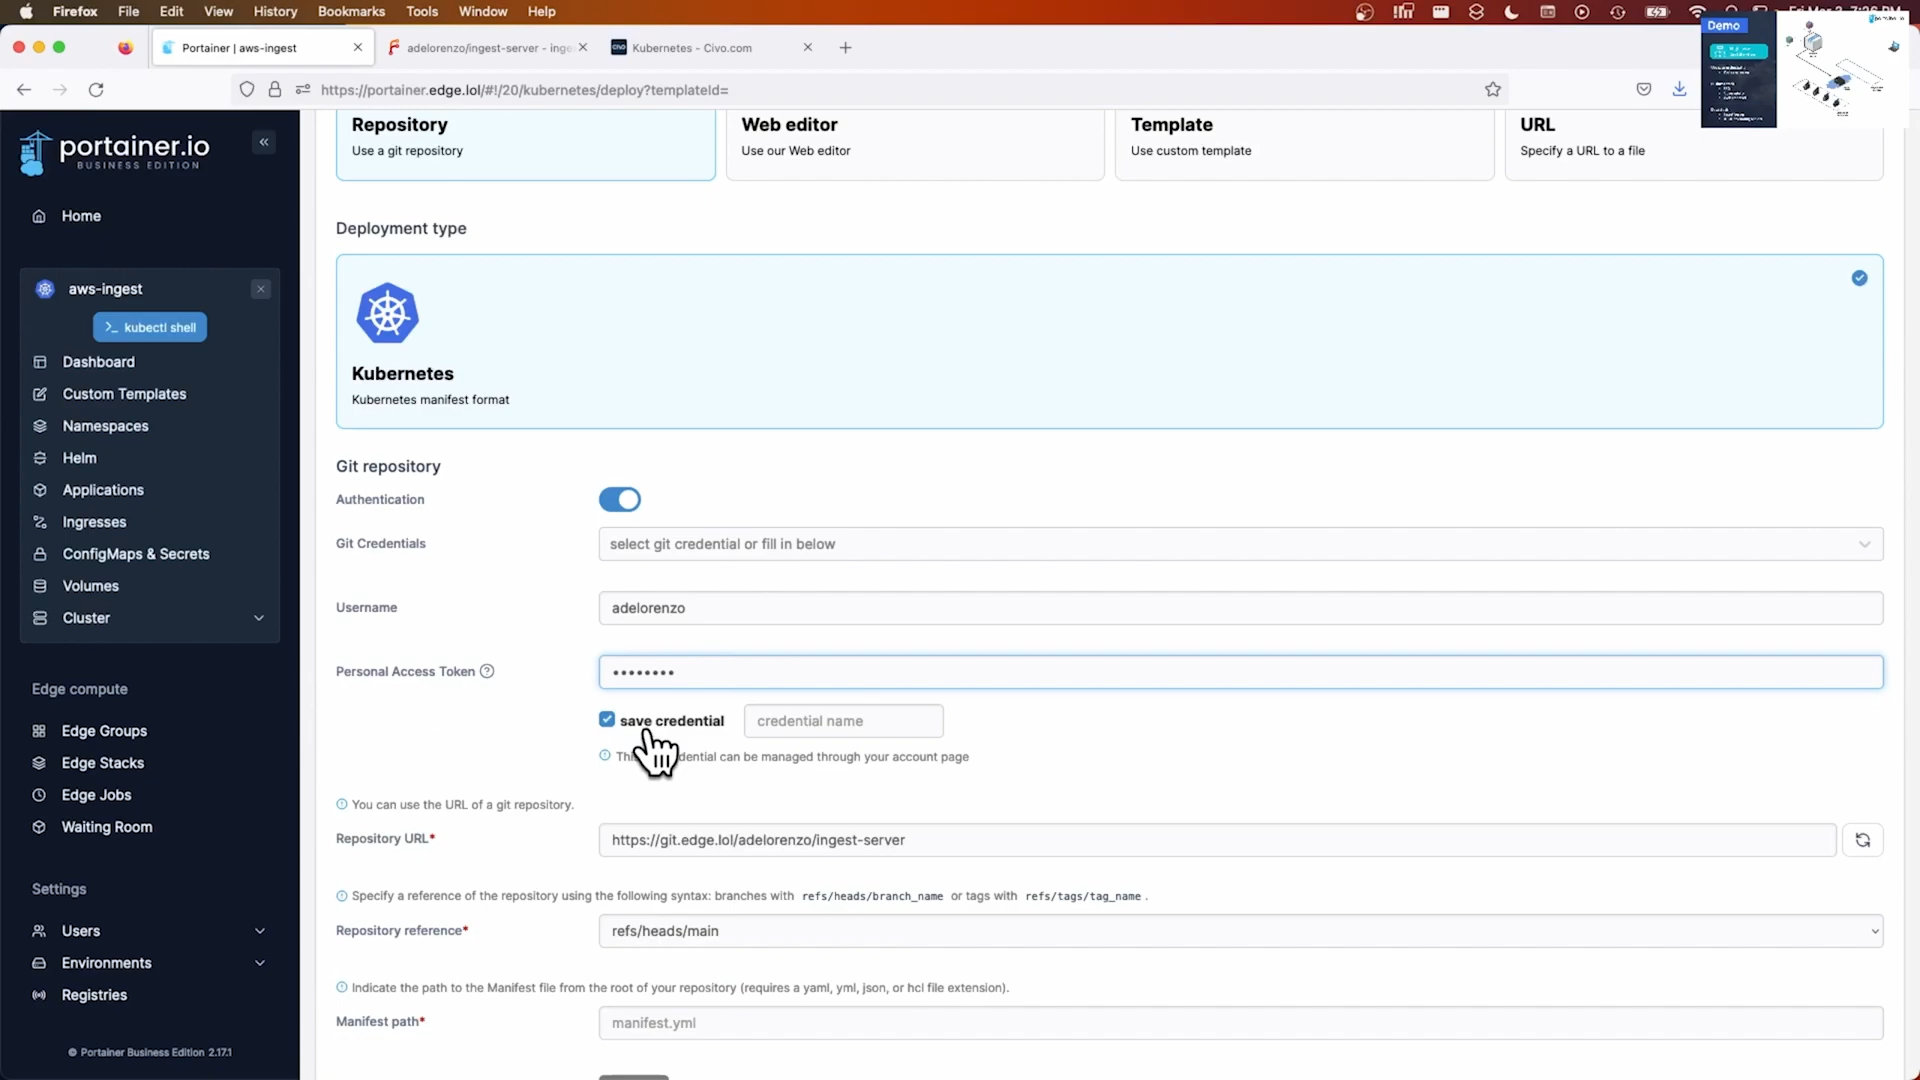 Firefox File Edit View History Bookmarks Tools Window Help
Portainer | aws-ingest
adelorenzo/ingest-server - inge
Kubernetes - Civo.com
https://portainer.edge.lol/#!/20/kubernetes/deploy?templateId=
Demo
portainer.io
BUSINESS EDITION
Home
aws-ingest
>_ kubectl shell
Dashboard
Custom Templates
Namespaces
Helm
Applications
Ingresses
ConfigMaps & Secrets
Volumes
Cluster
Edge compute
Edge Groups
Edge Stacks
Edge Jobs
Waiting Room
Settings
Users
Environments
Registries
© Portainer Business Edition 2.17.1
Repository
Use a git repository
Web editor
Use our Web editor
Template
Use custom template
URL
Specify a URL to a file
Deployment type
Kubernetes
Kubernetes manifest format
Git repository
Authentication
Git Credentials
select git credential or fill in below
Username
adelorenzo
Personal Access Token
••••••••
save credential
credential name
can be managed through your account page
You can use the URL of a git repository.
Repository URL*
https://git.edge.lol/adelorenzo/ingest-server
Specify a reference of the repository using the following syntax: branches with refs/heads/branch_name or tags with refs/tags/tag_name .
Repository reference*
refs/heads/main
Indicate the path to the Manifest file from the root of your repository (requires a yaml, yml, json, or hcl file extension).
Manifest path*
manifest.yml